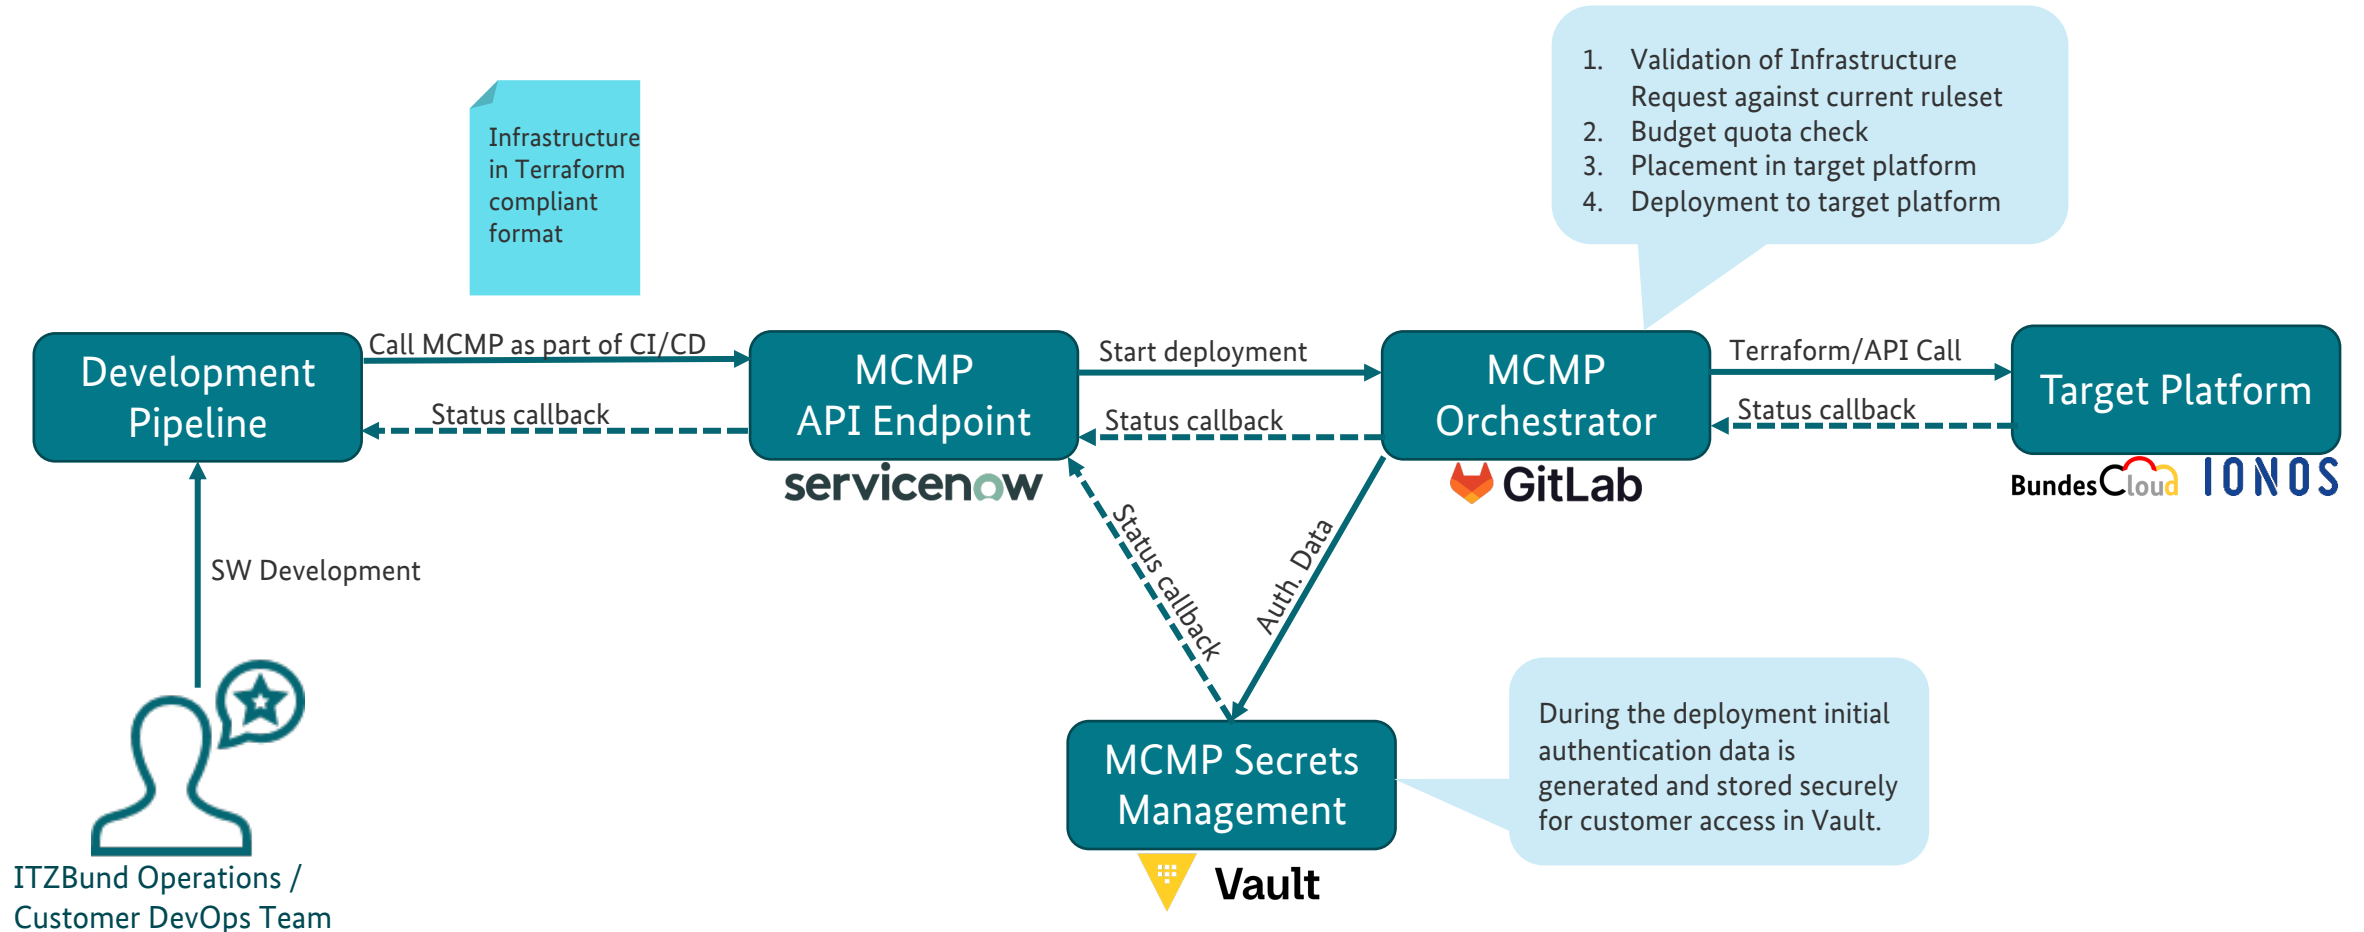 1. Validation of Infrastructure
Request against current ruleset
2. Budget quota check
3. Placement in target platform
4. Deployment to target platform
Infrastructure
in Terraform
compliant
format
Development
Pipeline
Call MCMP as part of CI/CD
Status callback
MCMP
API Endpoint
servicenow
Start deployment
Status callback
MCMP
Orchestrator
GitLab
Terraform/API Call
Status callback
Target Platform
BundesCloud
IONOS
SW Development
Status callback
Auth. Data
MCMP Secrets
Management
Vault
During the deployment initial
authentication data is
generated and stored securely
for customer access in Vault.
ITZBund Operations /
Customer DevOps Team